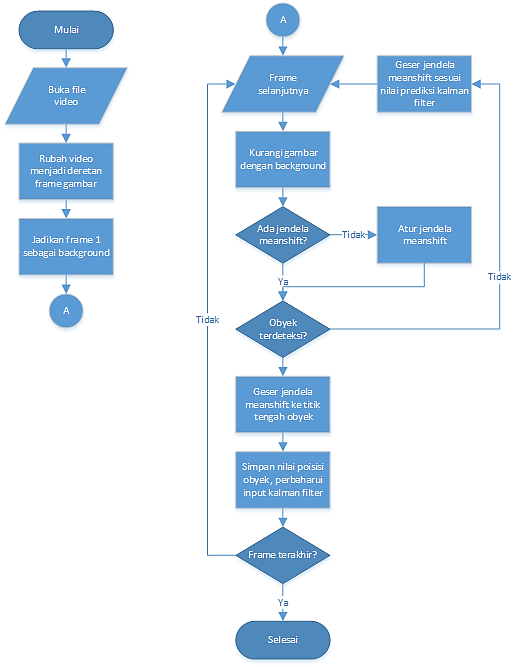 Mulai
Buka file
video
Rubah video
menjadi deretan
frame gambar
Jadikan frame 1
sebagai background
A
A
Frame
selanjutnya
Geser jendela
meanshift sesuai
nilai prediksi kalman
filter
Kurangi gambar
dengan background
Ada jendela
meanshift?
Tidak
Atur jendela
meanshift
Ya
Tidak
Obyek
terdeteksi?
Tidak
Geser jendela
meanshift ke titik
tengah obyek
Simpan nilai poisisi
obyek, perbaharui
input kalman filter
Frame terakhir?
Ya
Selesai